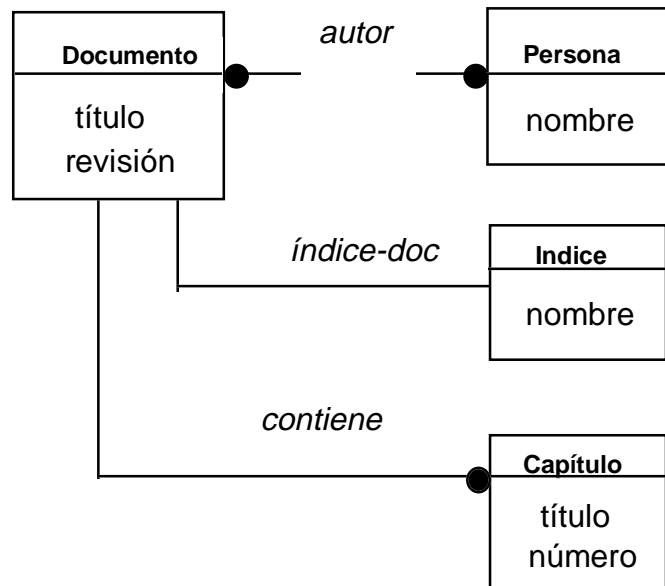 autor
Documento
título
revisión
Persona
nombre
índice-doc
Indice
nombre
contiene
Capítulo
título
número